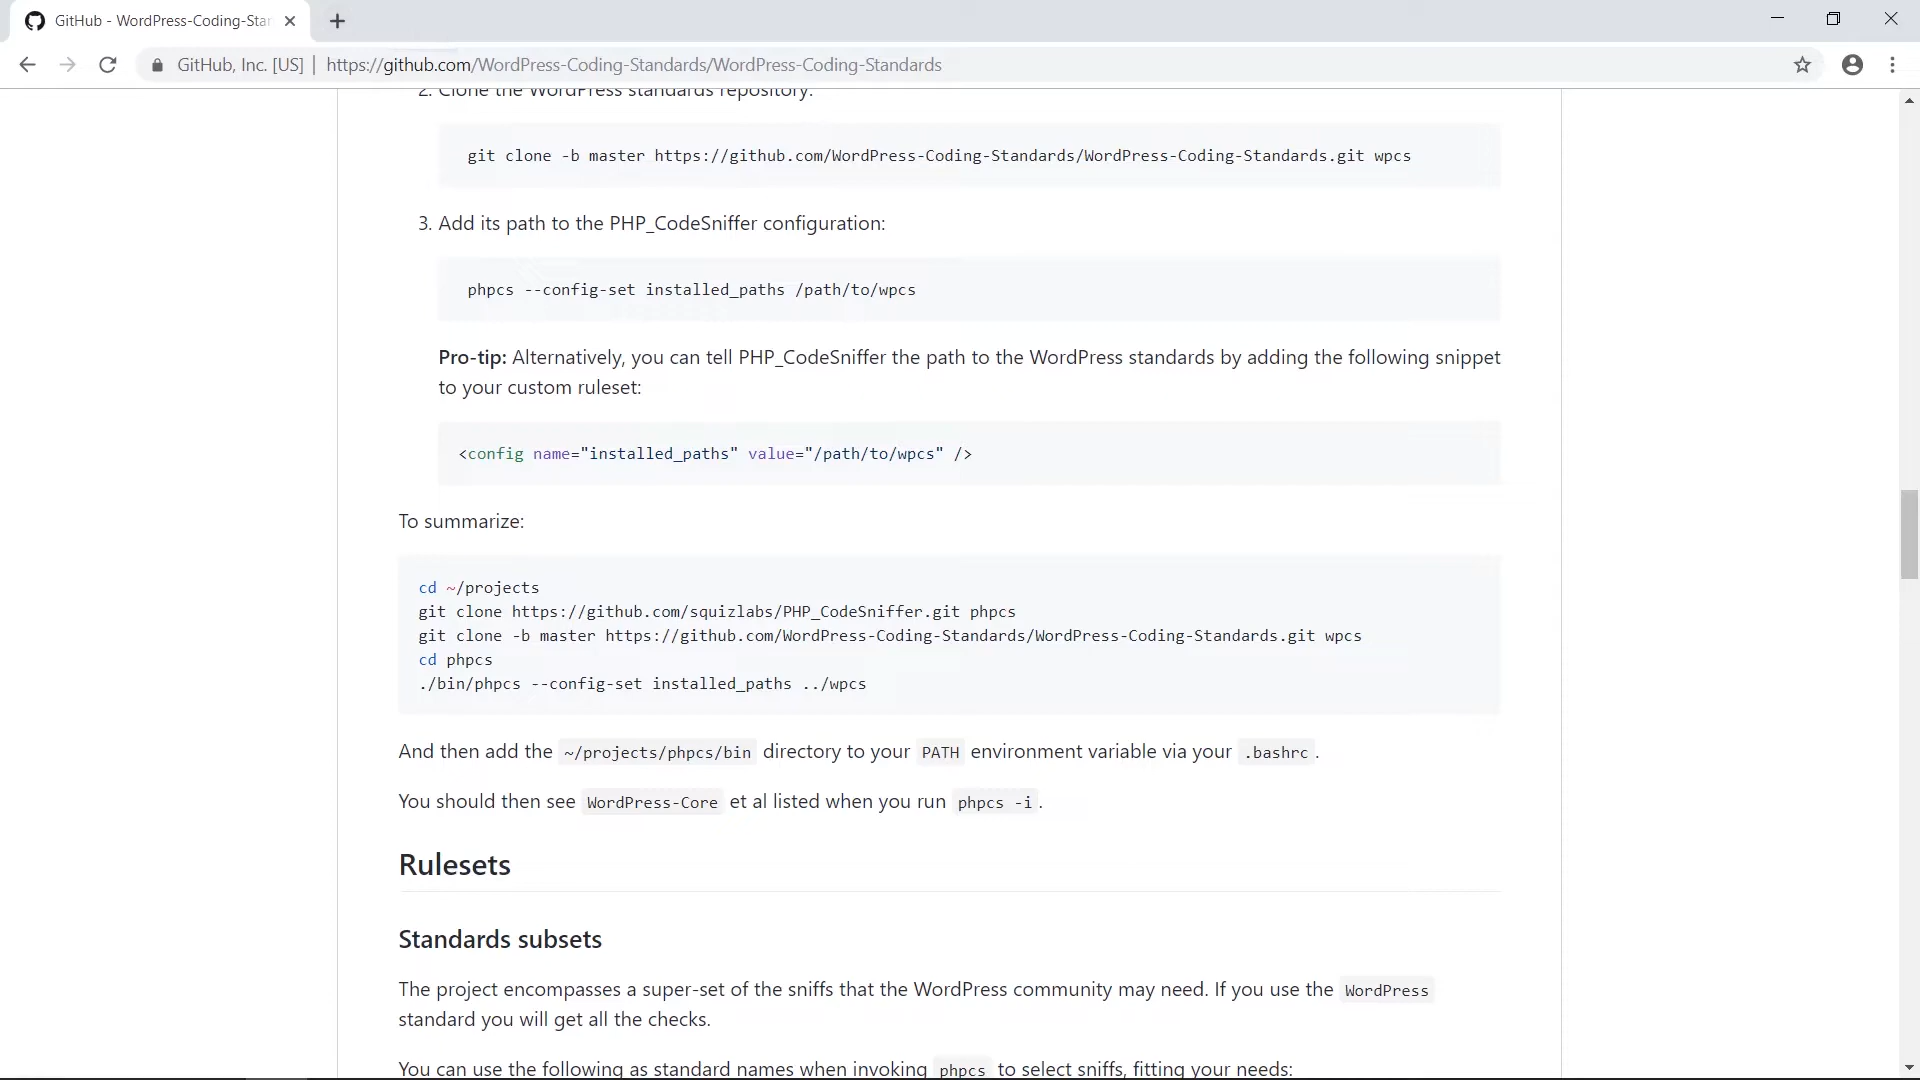 GitHub - WordPress-Coding-Star
GitHub, Inc. [US] | https://github.com/WordPress-Coding-Standards/WordPress-Coding-Standards
2. Clone the WordPress standards repository:
git clone -b master https://github.com/WordPress-Coding-Standards/WordPress-Coding-Standards.git wpcs
3. Add its path to the PHP_CodeSniffer configuration:
phpcs --config-set installed_paths /path/to/wpcs
Pro-tip: Alternatively, you can tell PHP_CodeSniffer the path to the WordPress standards by adding the following snippet
to your custom ruleset:
<config name="installed_paths" value="/path/to/wpcs" />
To summarize:
cd ~/projects
git clone https://github.com/squizlabs/PHP_CodeSniffer.git phpcs
git clone -b master https://github.com/WordPress-Coding-Standards/WordPress-Coding-Standards.git wpcs
cd phpcs
./bin/phpcs --config-set installed_paths ../wpcs
And then add the ~/projects/phpcs/bin directory to your PATH environment variable via your .bashrc.
You should then see WordPress-Core et al listed when you run phpcs -i.
Rulesets
Standards subsets
The project encompasses a super-set of the sniffs that the WordPress community may need. If you use the WordPress
standard you will get all the checks.
You can use the following as standard names when invoking phpcs to select sniffs, fitting your needs: